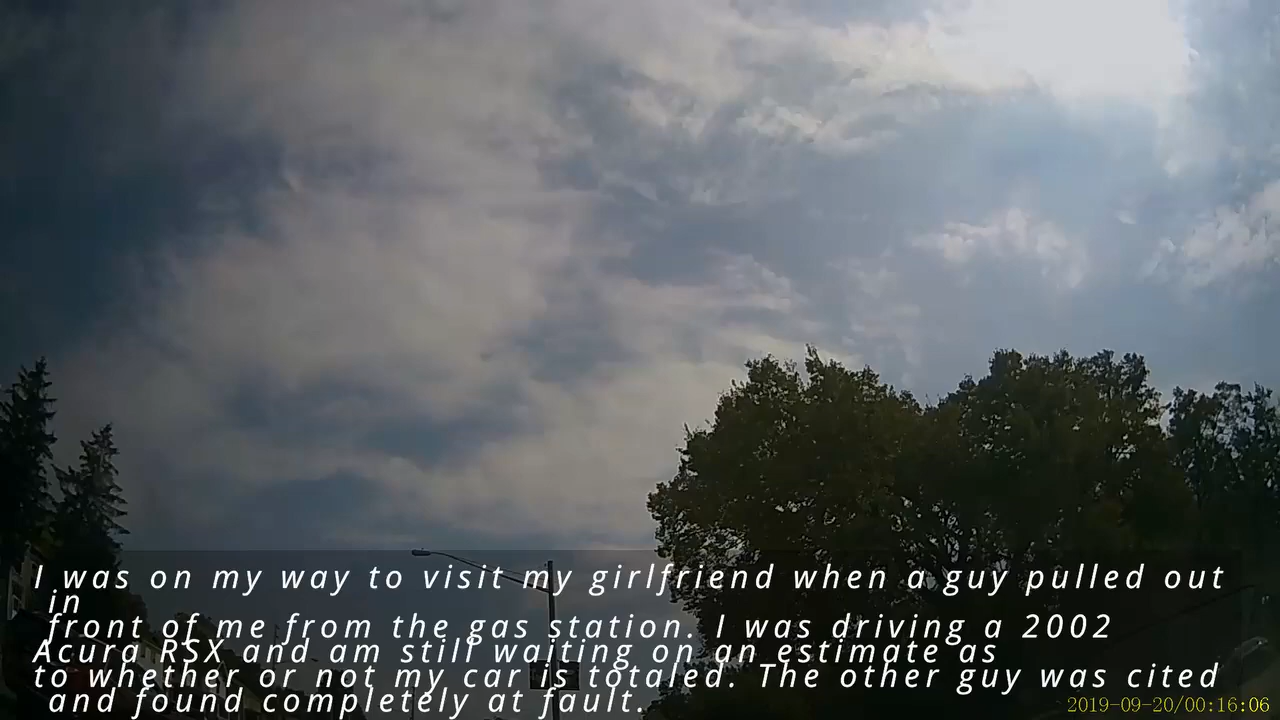 I was on my way to visit my girlfriend when a guy pulled out
in
front of me from the gas station. I was driving a 2002
Acura RSX and am still waiting on an estimate as
to whether or not my car is totaled. The other guy was cited
and found completely at fault.
2019-09-20/00:16:06